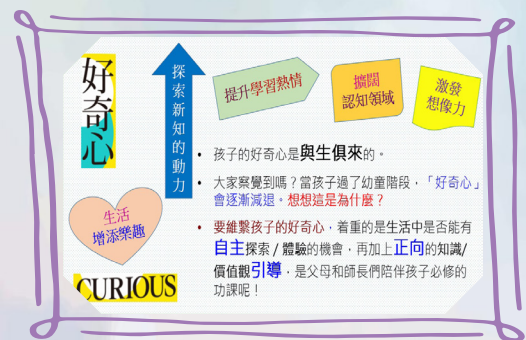 好奇心
探索新知的動力
提升學習熱情
擴闊
認知領域
激發
想像力
生活
增添樂趣
CURIOUS
• 孩子的好奇心是與生俱來的。
• 大家察覺到嗎？當孩子過了幼童階段，「好奇心」
會逐漸減退。想想這是為什麼？
• 要維繫孩子的好奇心，着重的是生活中是否能有
自主探索 / 體驗的機會，再加上正向的知識/
價值觀引導，是父母和師長們陪伴孩子必修的
功課呢！